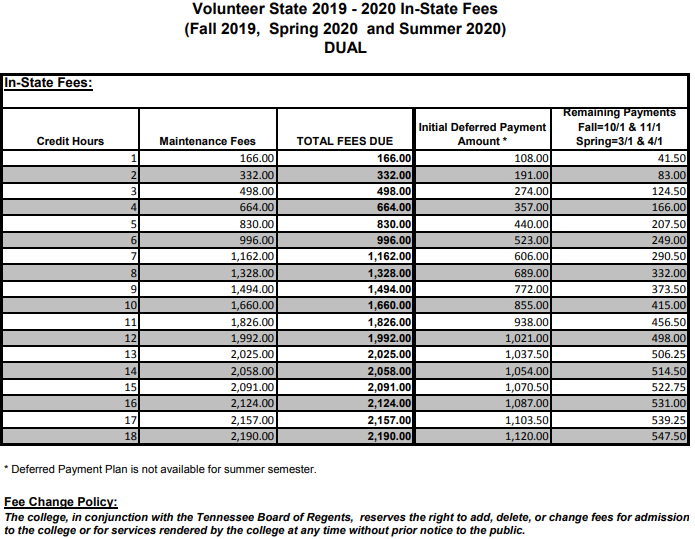 Volunteer State 2019 - 2020 In-State Fees
(Fall 2019,  Spring 2020  and Summer 2020)
DUAL
In-State Fees:
Credit Hours Maintenance Fees TOTAL FEES DUE Initial Deferred Payment Amount * Remaining Payments Fall=10/1 & 11/1 Spring=3/1 & 4/1
1 166.00 166.00 108.00 41.50
2 332.00 332.00 191.00 83.00
3 498.00 498.00 274.00 124.50
4 664.00 664.00 357.00 166.00
5 830.00 830.00 440.00 207.50
6 996.00 996.00 523.00 249.00
7 1,162.00 1,162.00 606.00 290.50
8 1,328.00 1,328.00 689.00 332.00
9 1,494.00 1,494.00 772.00 373.50
10 1,660.00 1,660.00 855.00 415.00
11 1,826.00 1,826.00 938.00 456.50
12 1,992.00 1,992.00 1,021.00 498.00
13 2,025.00 2,025.00 1,037.50 506.25
14 2,058.00 2,058.00 1,054.00 514.50
15 2,091.00 2,091.00 1,070.50 522.75
16 2,124.00 2,124.00 1,087.00 531.00
17 2,157.00 2,157.00 1,103.50 539.25
18 2,190.00 2,190.00 1,120.00 547.50
* Deferred Payment Plan is not available for summer semester.
Fee Change Policy:
The college, in conjunction with the Tennessee Board of Regents,  reserves the right to add, delete, or change fees for admission
to the college or for services rendered by the college at any time without prior notice to the public.